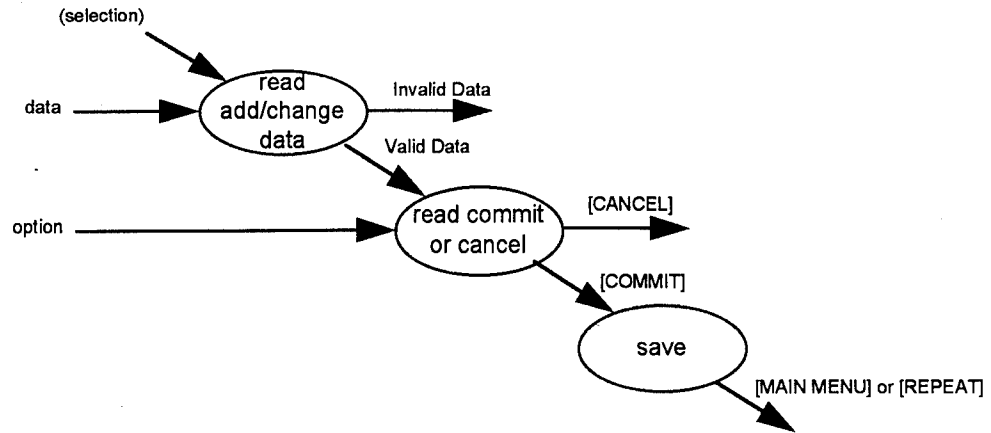 (selection)
read
add/change
data
data
Invalid Data
Valid Data
option
read commit
or cancel
[CANCEL]
[COMMIT]
save
[MAIN MENU] or [REPEAT]